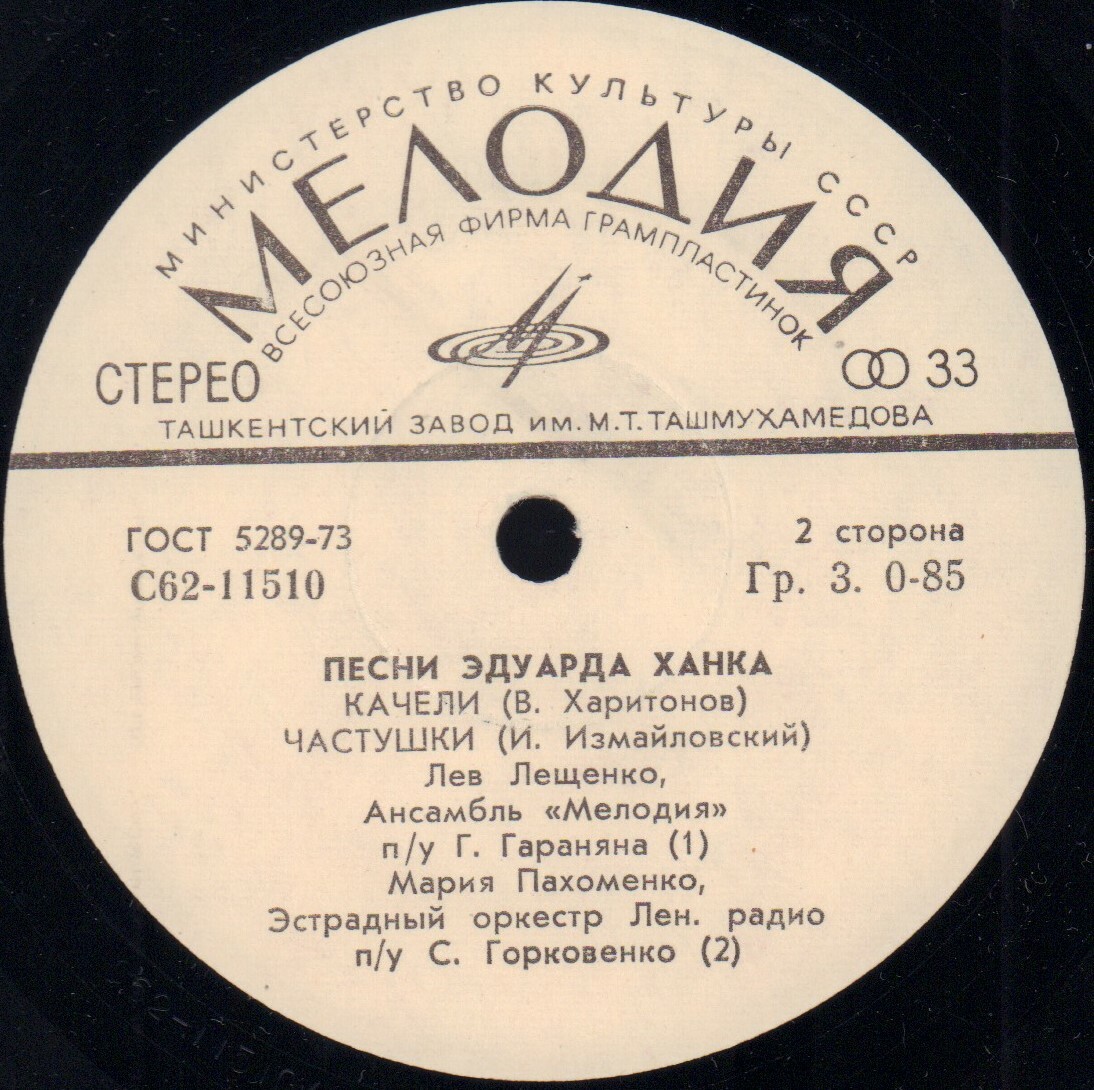 МИНИСТЕРСТВО КУЛЬТУРЫ СССР
МЕЛОДИЯ
ВСЕСОЮЗНАЯ ФИРМА ГРАМПЛАСТИНОК
СТЕРЕО
33
ТАШКЕНТСКИЙ ЗАВОД ИМ. М.Т. ТАШМУХАМЕДОВА
ГОСТ 5289-73
2 сторона
С62-11510
Гр. 3. 0-85
ПЕСНИ ЭДУАРДА ХАНКА
КАЧЕЛИ (В. Харитонов)
ЧАСТУШКИ (И. Измайловский)
Лев Лещенко,
Ансамбль «Мелодия»
п/у Г. Гараняна (1)
Мария Пахоменко,
Эстрадный оркестр Лен. радио
п/у С. Горковенко (2)